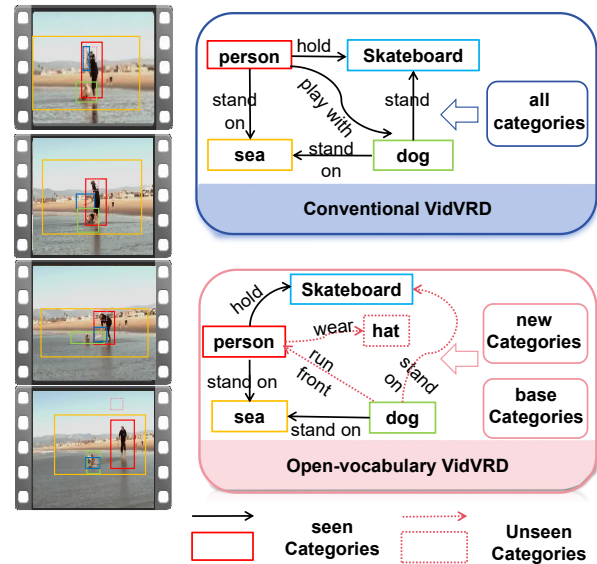 person
hold
Skateboard
stand
on
play with
stand
all
categories
sea
stand
on
dog
Conventional VidVRD
hold
Skateboard
person
wear
hat
new
Categories
run
front
stand
on
stand on
base
Categories
sea
stand on
dog
Open-vocabulary VidVRD
seen
Categories
Unseen
Categories